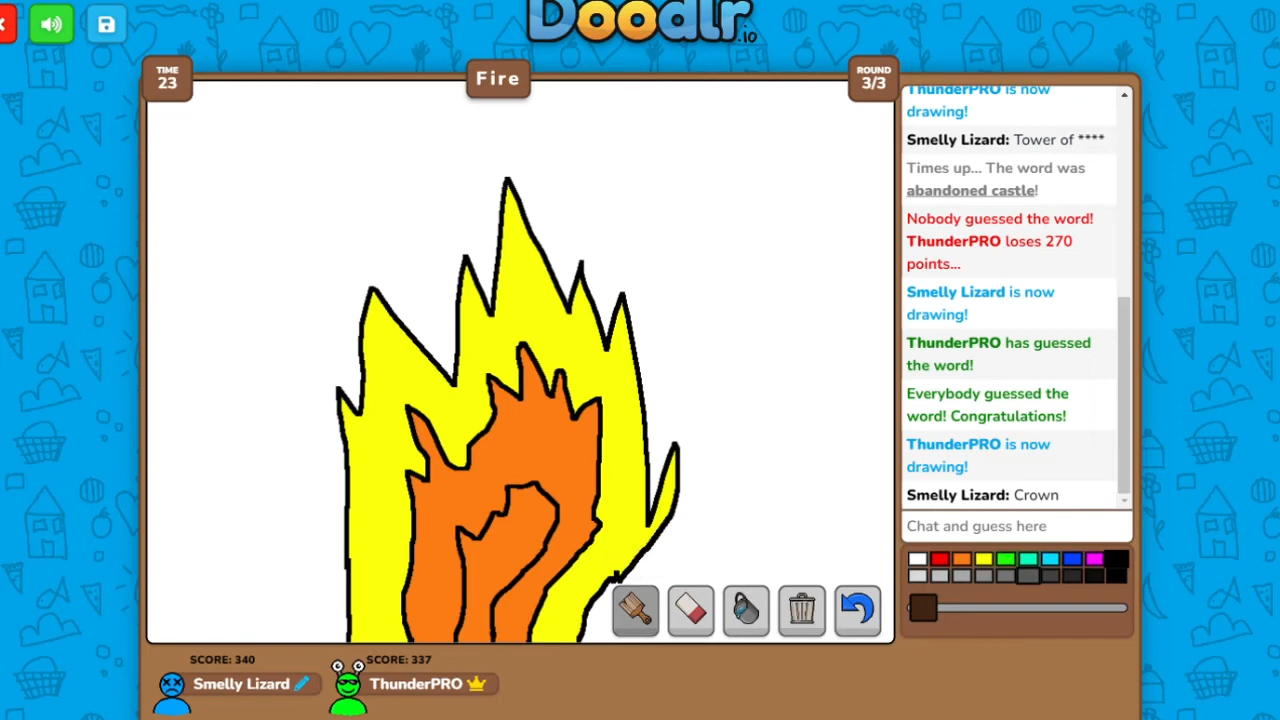 Doodlr
.io
TIME
23
Fire
ROUND
3/3
ThunderPRO is now
drawing!
Smelly Lizard: Tower of ****
Times up... The word was
abandoned castle!
Nobody guessed the word!
ThunderPRO loses 270
points...
Smelly Lizard is now
drawing!
ThunderPRO has guessed
the word!
Everybody guessed the
word! Congratulations!
ThunderPRO is now
drawing!
Smelly Lizard: Crown
Chat and guess here
SCORE: 340
Smelly Lizard
SCORE: 337
ThunderPRO